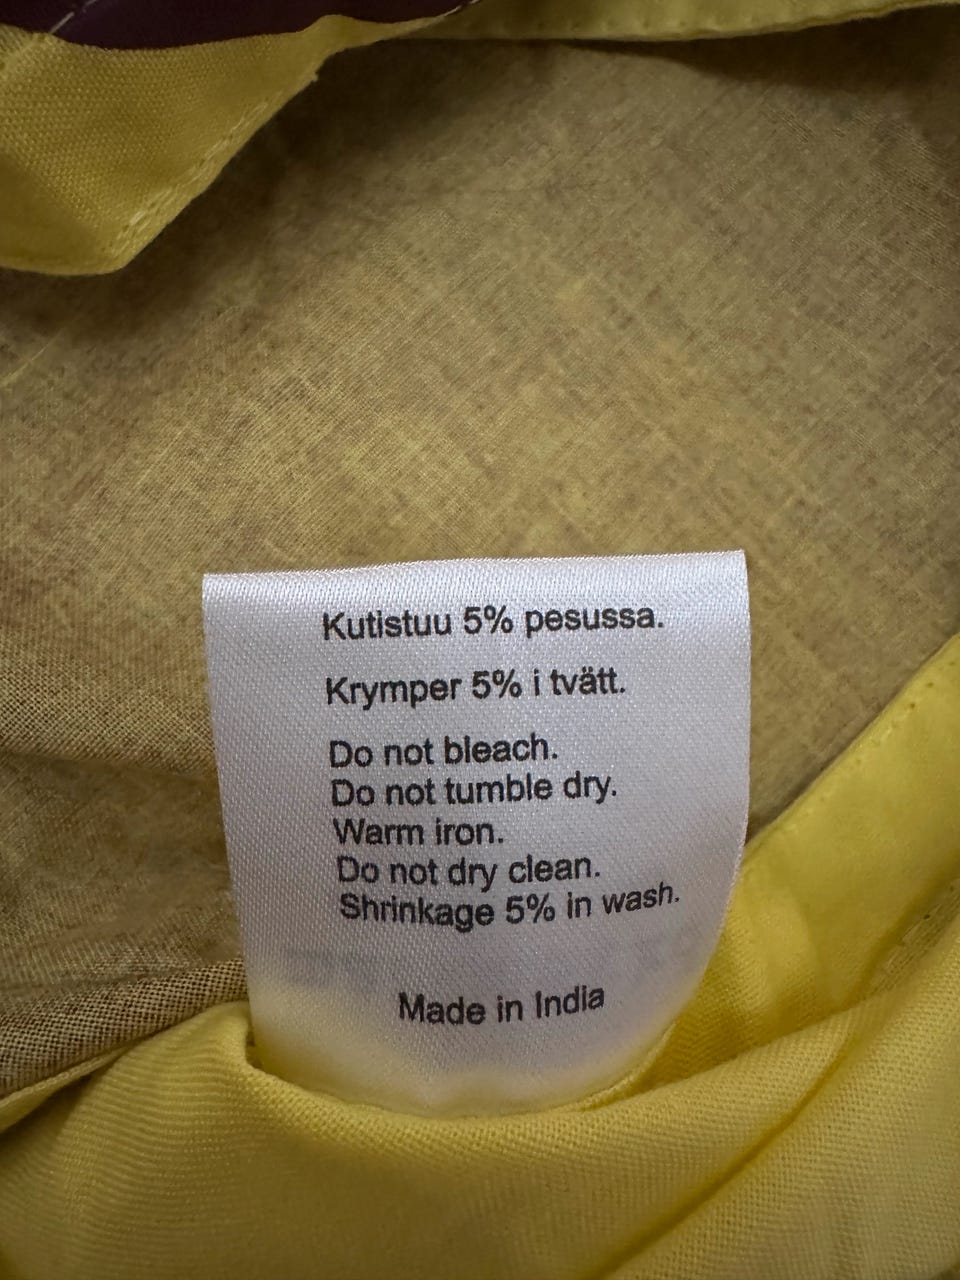 Kutistuu 5% pesussa.
Krymper 5% i tvätt.
Do not bleach.
Do not tumble dry.
Warm iron.
Do not dry clean.
Shrinkage 5% in wash.
Made in India